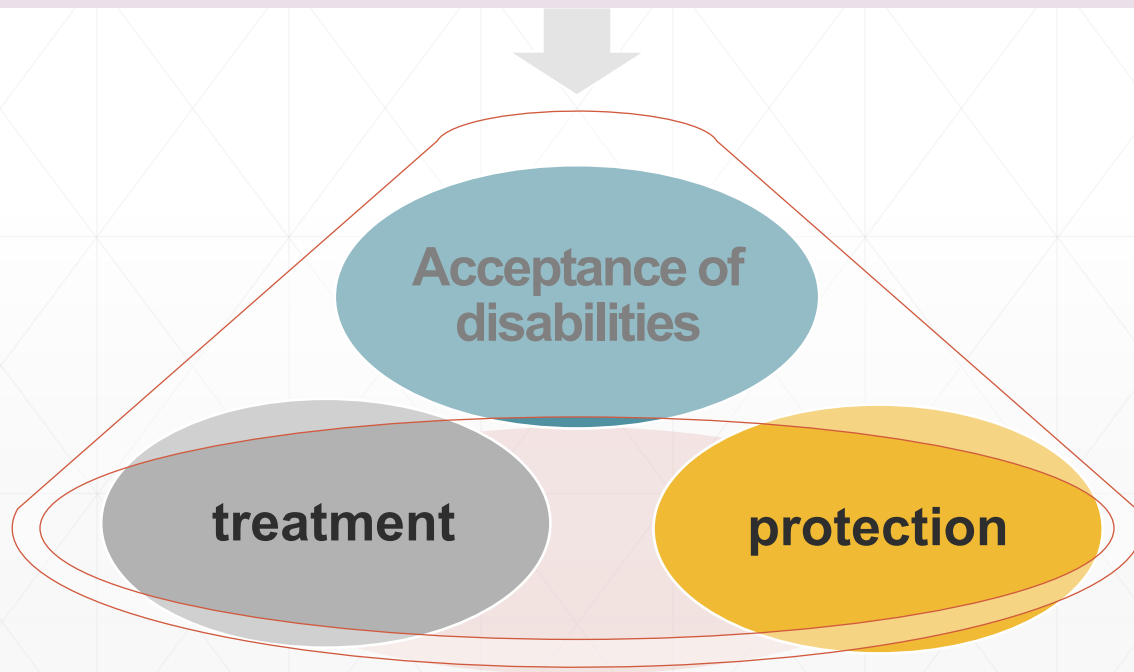 Acceptance of
disabilities
treatment
protection